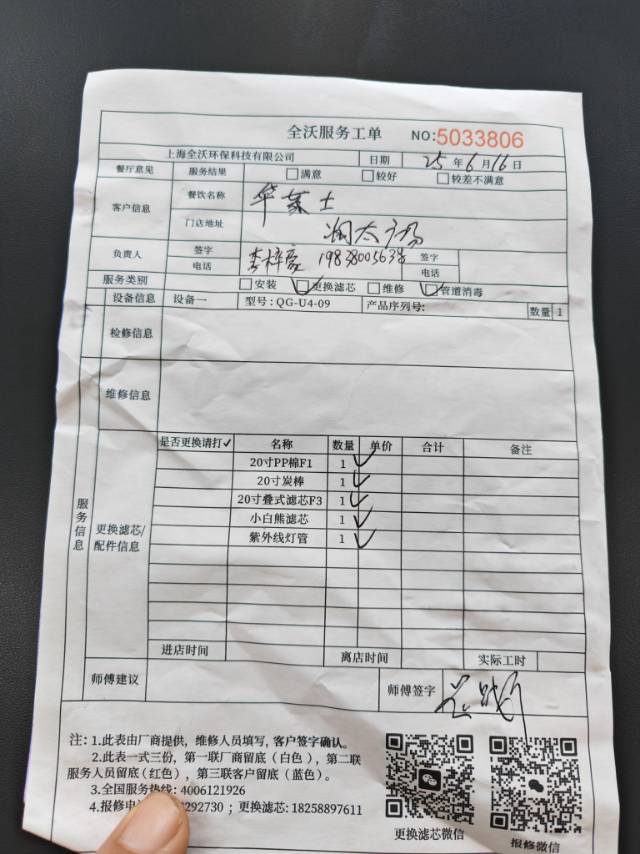 全沃服务工单 NO:5033806
上海全沃环保科技有限公司 日期 25年6月16日
餐厅意见 服务结果 □满意 □较好 □较差不满意
客户信息 餐饮名称 华莱士
门店地址 润太广场
负责人 签字 李梓豪 签字
电话 19838005638 电话
服务类别 □安装 ☑更换滤芯 □维修 ☑管道消毒
设备信息 设备一 型号:QG-U4-09 产品序列号: 数量 1
检修信息
维修信息
服务信息
更换滤芯/配件信息
是否更换请打✓ 名称 数量 单价 合计 备注
20寸PP棉F1 1 ✓
20寸炭棒 1 ✓
20寸叠式滤芯F3 1 ✓
小白熊滤芯 1 ✓
紫外线灯管 1 ✓
进店时间 离店时间 实际工时
师傅建议 师傅签字
注:1.此表由厂商提供,维修人员填写,客户签字确认。
2.此表一式三份,第一联厂商留底(白色),第二联
服务人员留底(红色),第三联客户留底(蓝色)。
3.全国服务热线:4006121926
4.报修电 292730;更换滤芯:18258897611
更换滤芯微信 报修微信